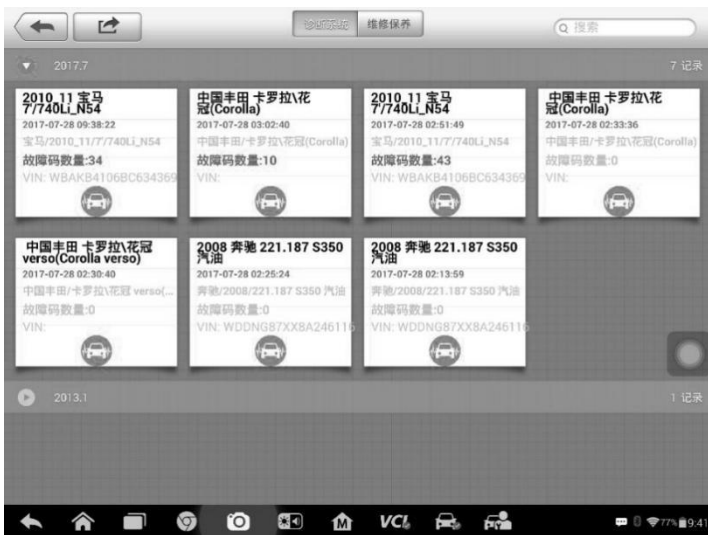 诊断系统
维修保养
搜索
2017.7
7 记录
2010_11 宝马
7'/740Li_N54
2017-07-28 09:38:22
宝马/2010_11/7'/740Li_N54
故障码数量:34
VIN: WBAKB4106BC634369
中国丰田 卡罗拉\花
冠(Corolla)
2017-07-28 03:02:40
中国丰田/卡罗拉\花冠(Corolla)
故障码数量:10
VIN:
2010_11 宝马
7'/740Li_N54
2017-07-28 02:51:49
宝马/2010_11/7'/740Li_N54
故障码数量:43
VIN: WBAKB4106BC634369
中国丰田 卡罗拉\花
冠(Corolla)
2017-07-28 02:33:36
中国丰田/卡罗拉\花冠(Corolla)
故障码数量:0
VIN:
中国丰田 卡罗拉\花冠
verso(Corolla verso)
2017-07-28 02:30:40
中国丰田/卡罗拉\花冠 verso(...
故障码数量:0
VIN:
2008 奔驰 221.187 S350
汽油
2017-07-28 02:25:24
奔驰/2008/221.187 S350 汽油
故障码数量:0
VIN: WDDNG87XX8A246116
2008 奔驰 221.187 S350
汽油
2017-07-28 02:13:59
奔驰/2008/221.187 S350 汽油
故障码数量:0
VIN: WDDNG87XX8A246116
2013.1
1 记录
M
VCI
77%
9:41